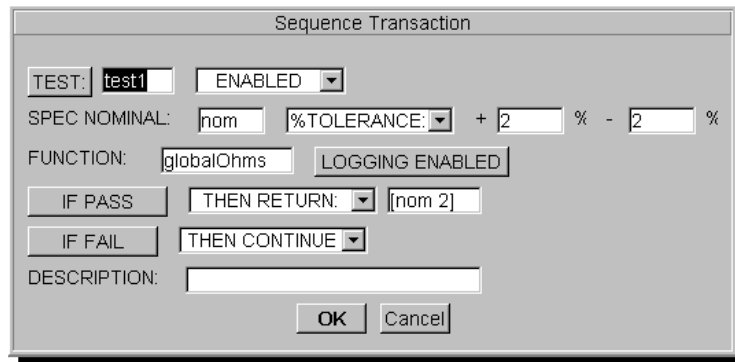 Sequence Transaction
TEST: test1 ENABLED
SPEC NOMINAL: nom %TOLERANCE: + 2 % - 2 %
FUNCTION: globalOhms LOGGING ENABLED
IF PASS THEN RETURN: [nom 2]
IF FAIL THEN CONTINUE
DESCRIPTION:
OK Cancel